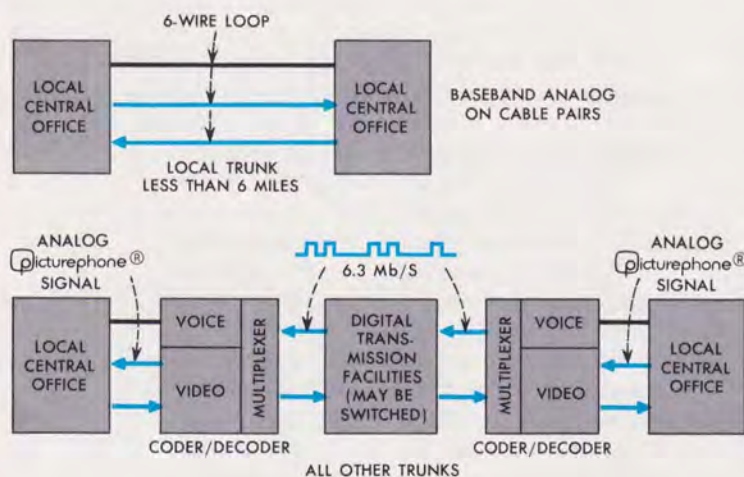 6-WIRE LOOP
LOCAL
CENTRAL
OFFICE
LOCAL
CENTRAL
OFFICE
BASEBAND ANALOG
ON CABLE PAIRS
LOCAL TRUNK
LESS THAN 6 MILES
ANALOG
picturephone®
SIGNAL
6.3 Mb/S
ANALOG
picturephone®
SIGNAL
LOCAL
CENTRAL
OFFICE
VOICE
VIDEO
MULTIPLEXER
DIGITAL
TRANS-
MISSION
FACILITIES
(MAY BE
SWITCHED)
MULTIPLEXER
VOICE
VIDEO
LOCAL
CENTRAL
OFFICE
CODER/DECODER
CODER/DECODER
ALL OTHER TRUNKS